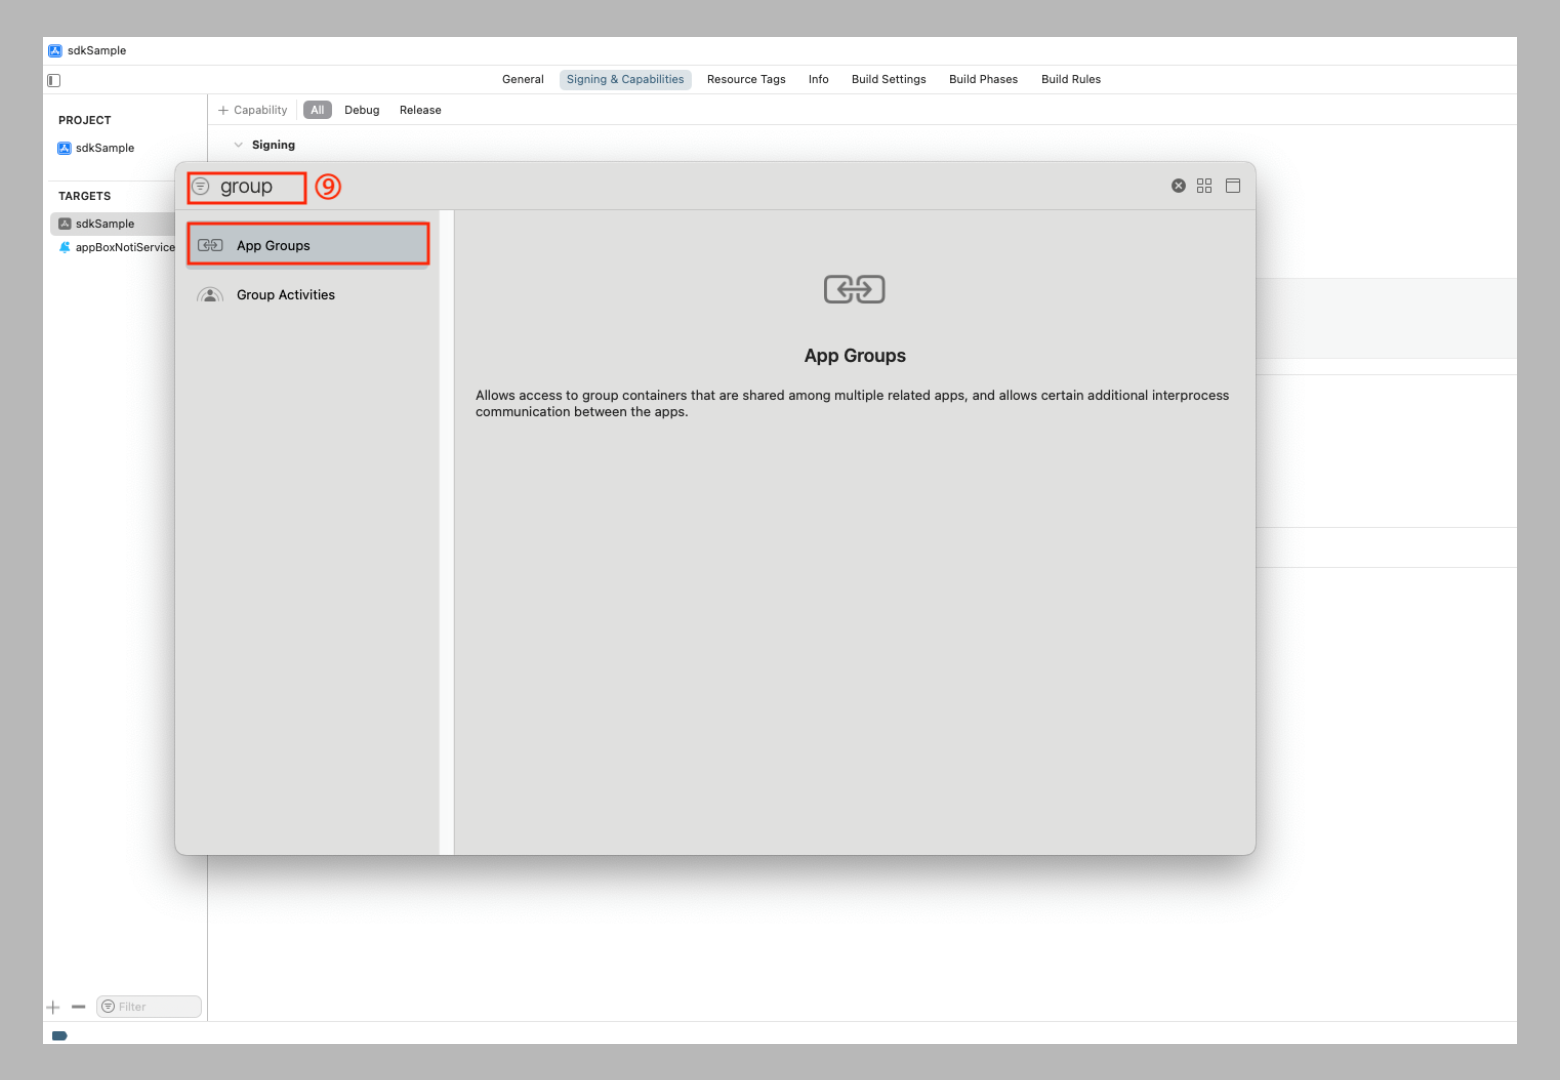 sdkSample
General Signing & Capabilities Resource Tags Info Build Settings Build Phases Build Rules
PROJECT
sdkSample
TARGETS
sdkSample
appBoxNotiService
+ Capability All Debug Release
Signing
group ⑨
App Groups
Group Activities
App Groups
Allows access to group containers that are shared among multiple related apps, and allows certain additional interprocess
communication between the apps.
Filter